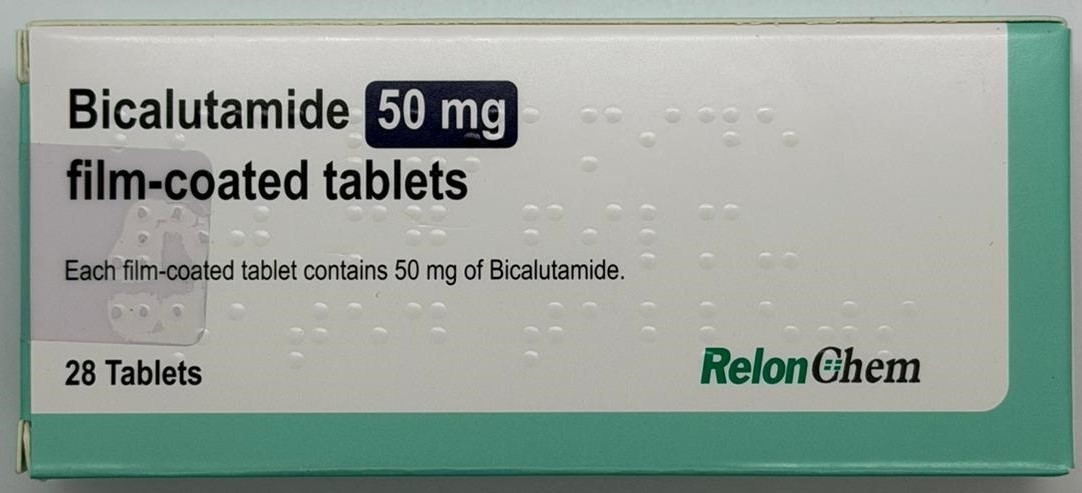 Bicalutamide 50 mg
film-coated tablets
Each film-coated tablet contains 50 mg of Bicalutamide.
28 Tablets
RelonChem